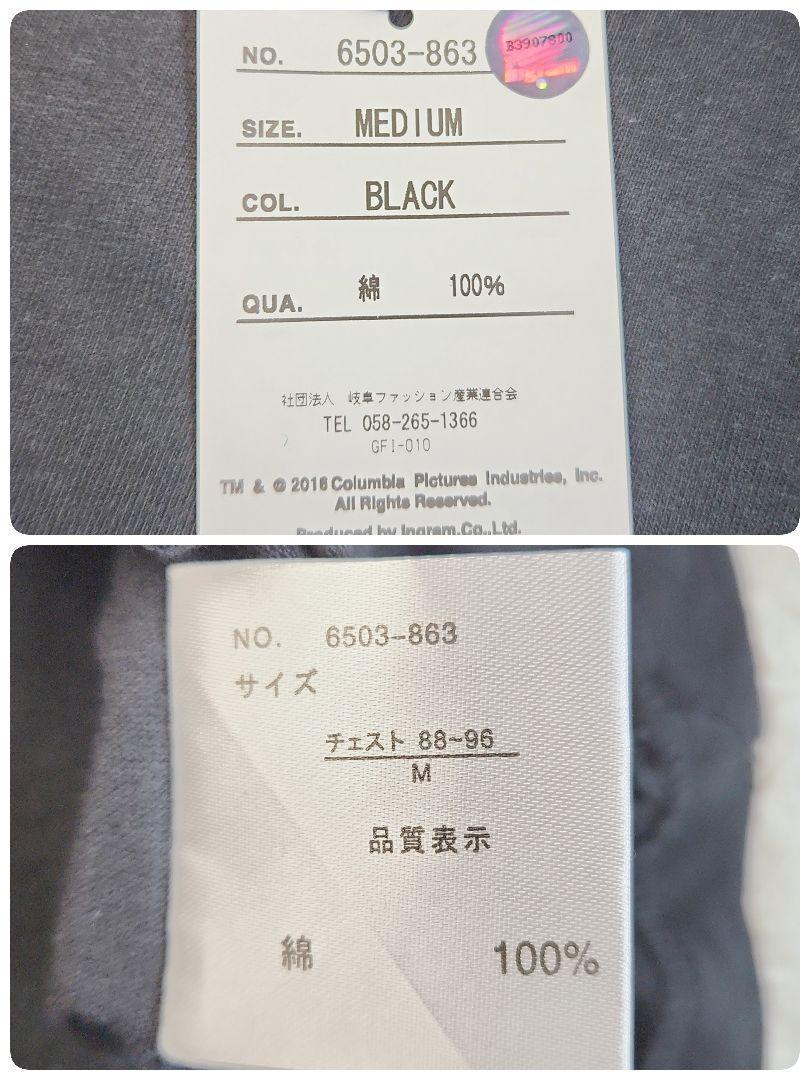 NO. 6503-863
B3907800
Ingram
SIZE. MEDIUM
COL. BLACK
QUA. 綿 100%
社団法人 岐阜ファッション産業連合会
TEL 058-265-1366
GFI-010
TM & © 2016 Columbia Pictures Industries, Inc.
All Rights Reserved.
Produced by Ingram.Co.,Ltd.
NO. 6503-863
サイズ
チェスト 88~96
M
品質表示
綿 100%